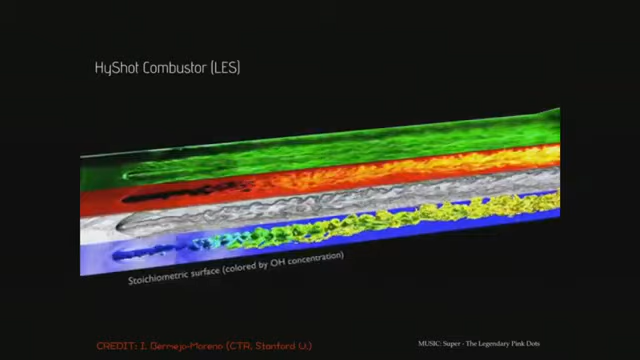 HyShot Combustor (LES)
Stoichiometric surface (colored by OH concentration)
CREDIT: I. Bermejo-Moreno (CTR, Stanford U.)
MUSIC: Super - The Legendary Pink Dots